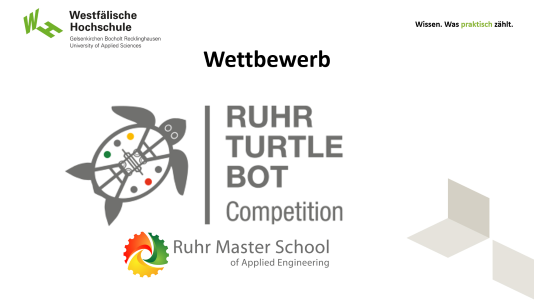 Westfälische
Hochschule
Gelsenkirchen Bocholt Recklinghausen
University of Applied Sciences
Wissen. Was praktisch zählt.
Wettbewerb
RUHR
TURTLE
BOT
Competition
Ruhr Master School
of Applied Engineering